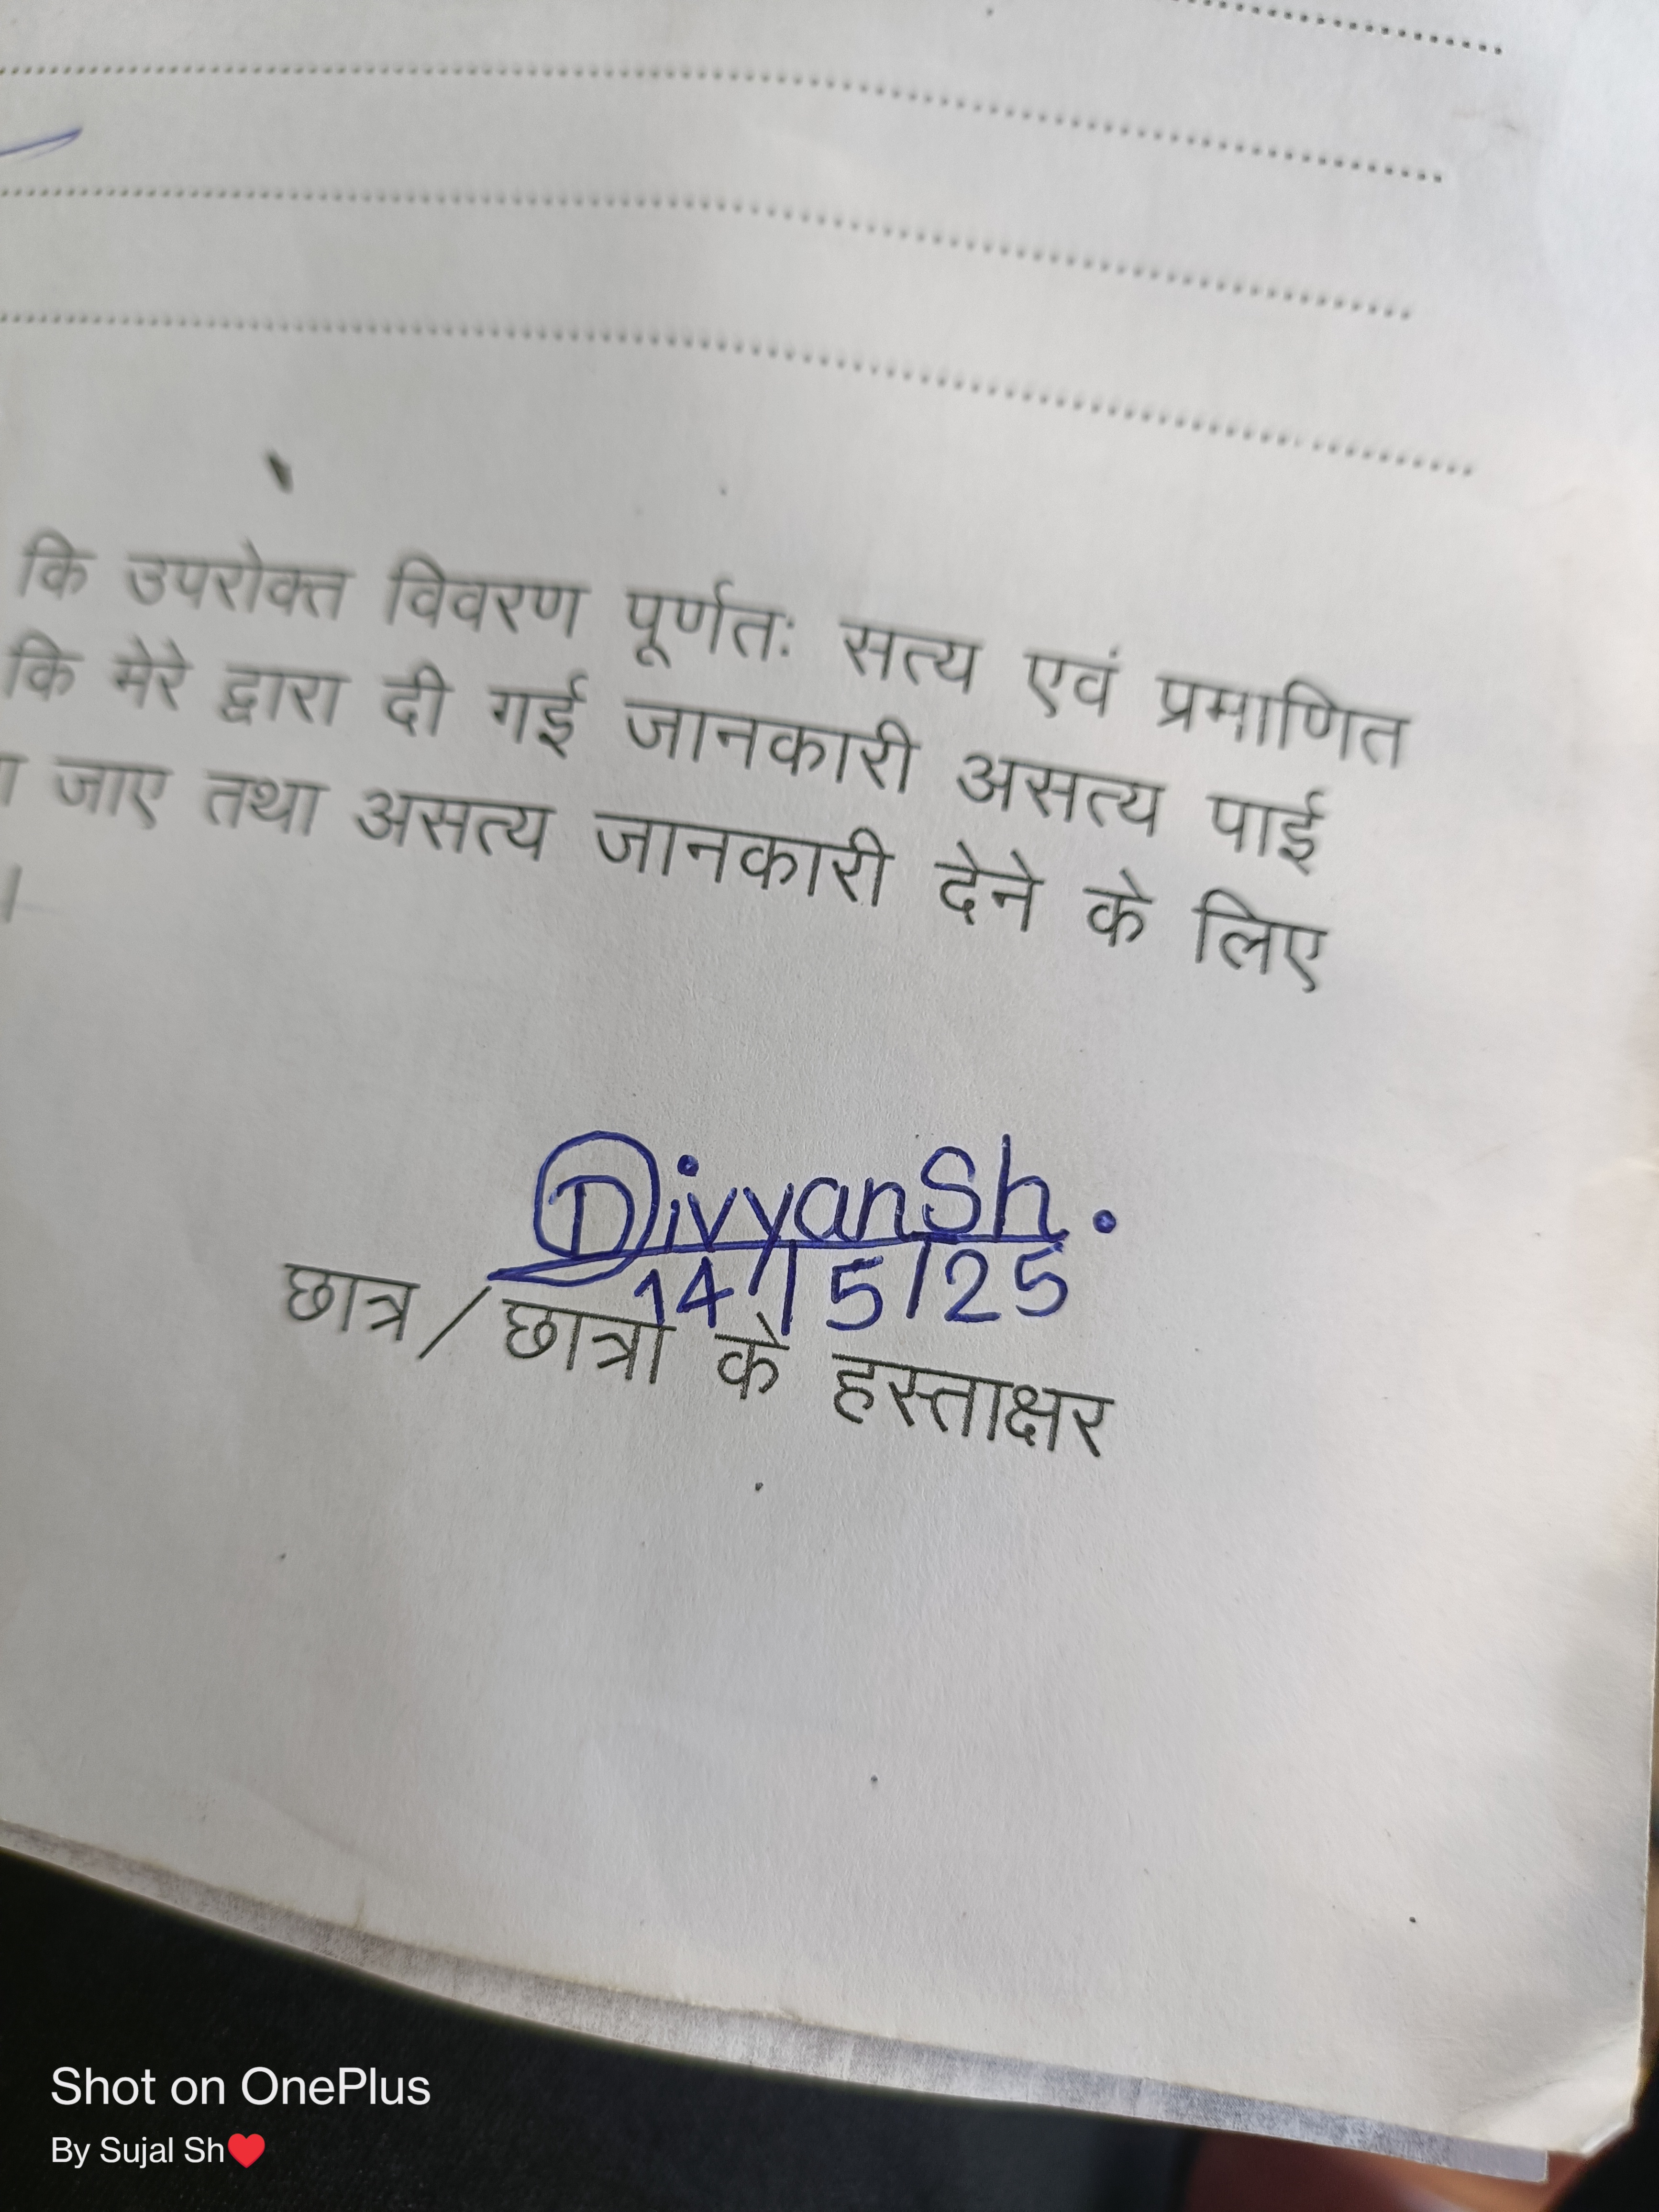 कि उपरोक्त विवरण पूर्णतः सत्य एवं प्रमाणित
कि मेरे द्वारा दी गई जानकारी असत्य पाई
जाए तथा असत्य जानकारी देने के लिए
।
Divyansh.
14/5/25
छात्र/छात्रा के हस्ताक्षर
Shot on OnePlus
By Sujal Sh❤️